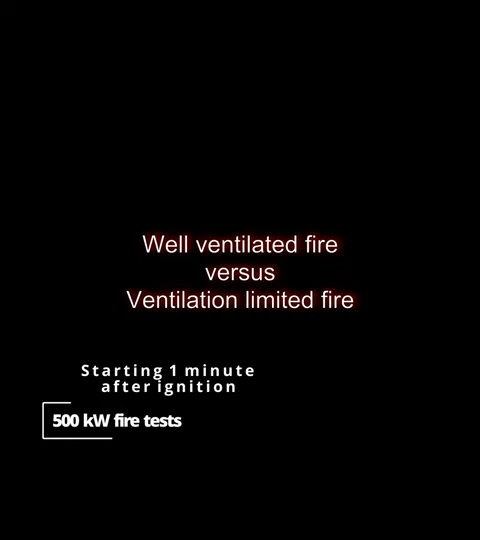 Well ventilated fire
versus
Ventilation limited fire
Starting 1 minute
after ignition
500 kW fire tests